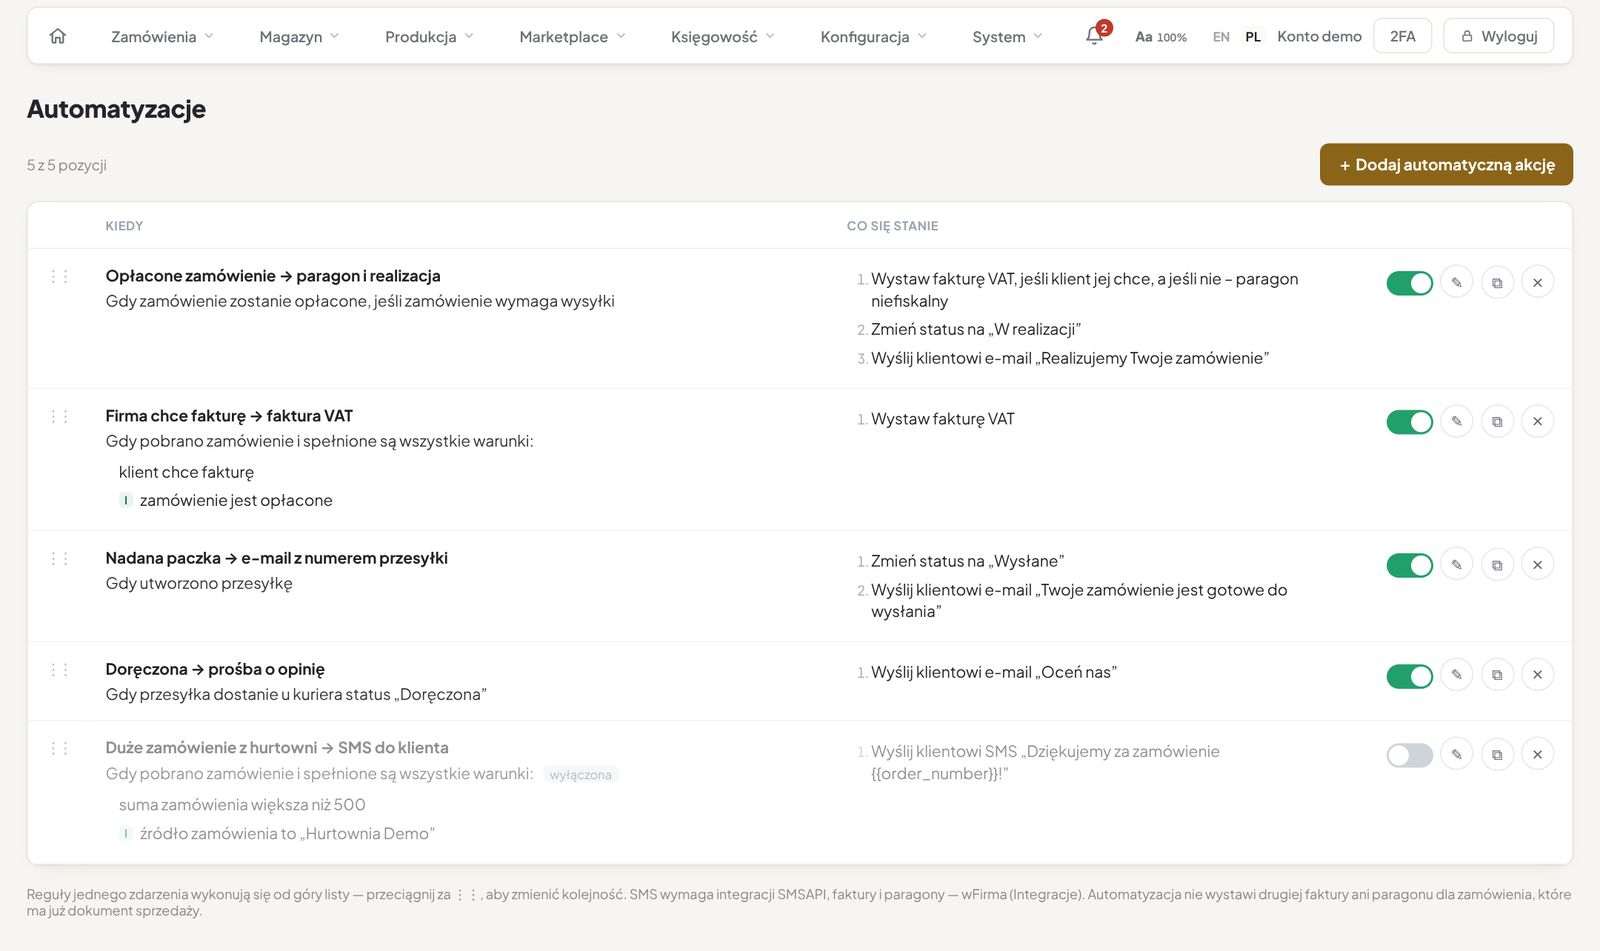 Zamówienia Magazyn Produkcja Marketplace Księgowość Konfiguracja System 2 Aa 100% EN PL Konto demo 2FA Wyloguj
Automatyzacje
5 z 5 pozycji
+ Dodaj automatyczną akcję
KIEDY CO SIĘ STANIE
Opłacone zamówienie → paragon i realizacja
Gdy zamówienie zostanie opłacone, jeśli zamówienie wymaga wysyłki
1. Wystaw fakturę VAT, jeśli klient jej chce, a jeśli nie – paragon
niefiskalny
2. Zmień status na „W realizacji”
3. Wyślij klientowi e-mail „Realizujemy Twoje zamówienie”
Firma chce fakturę → faktura VAT
Gdy pobrano zamówienie i spełnione są wszystkie warunki:
klient chce fakturę
I zamówienie jest opłacone
1. Wystaw fakturę VAT
Nadana paczka → e-mail z numerem przesyłki
Gdy utworzono przesyłkę
1. Zmień status na „Wysłane”
2. Wyślij klientowi e-mail „Twoje zamówienie jest gotowe do
wysłania”
Doręczona → prośba o opinię
Gdy przesyłka dostanie u kuriera status „Doręczona”
1. Wyślij klientowi e-mail „Oceń nas”
Duże zamówienie z hurtowni → SMS do klienta
Gdy pobrano zamówienie i spełnione są wszystkie warunki: wyłączona
suma zamówienia większa niż 500
I źródło zamówienia to „Hurtownia Demo”
1. Wyślij klientowi SMS „Dziękujemy za zamówienie
{{order_number}}!”
Reguły jednego zdarzenia wykonują się od góry listy — przeciągnij za ⋮⋮, aby zmienić kolejność. SMS wymaga integracji SMSAPI, faktury i paragony — wFirma (Integracje). Automatyzacja nie wystawi drugiej faktury ani paragonu dla zamówienia, które
ma już dokument sprzedaży.